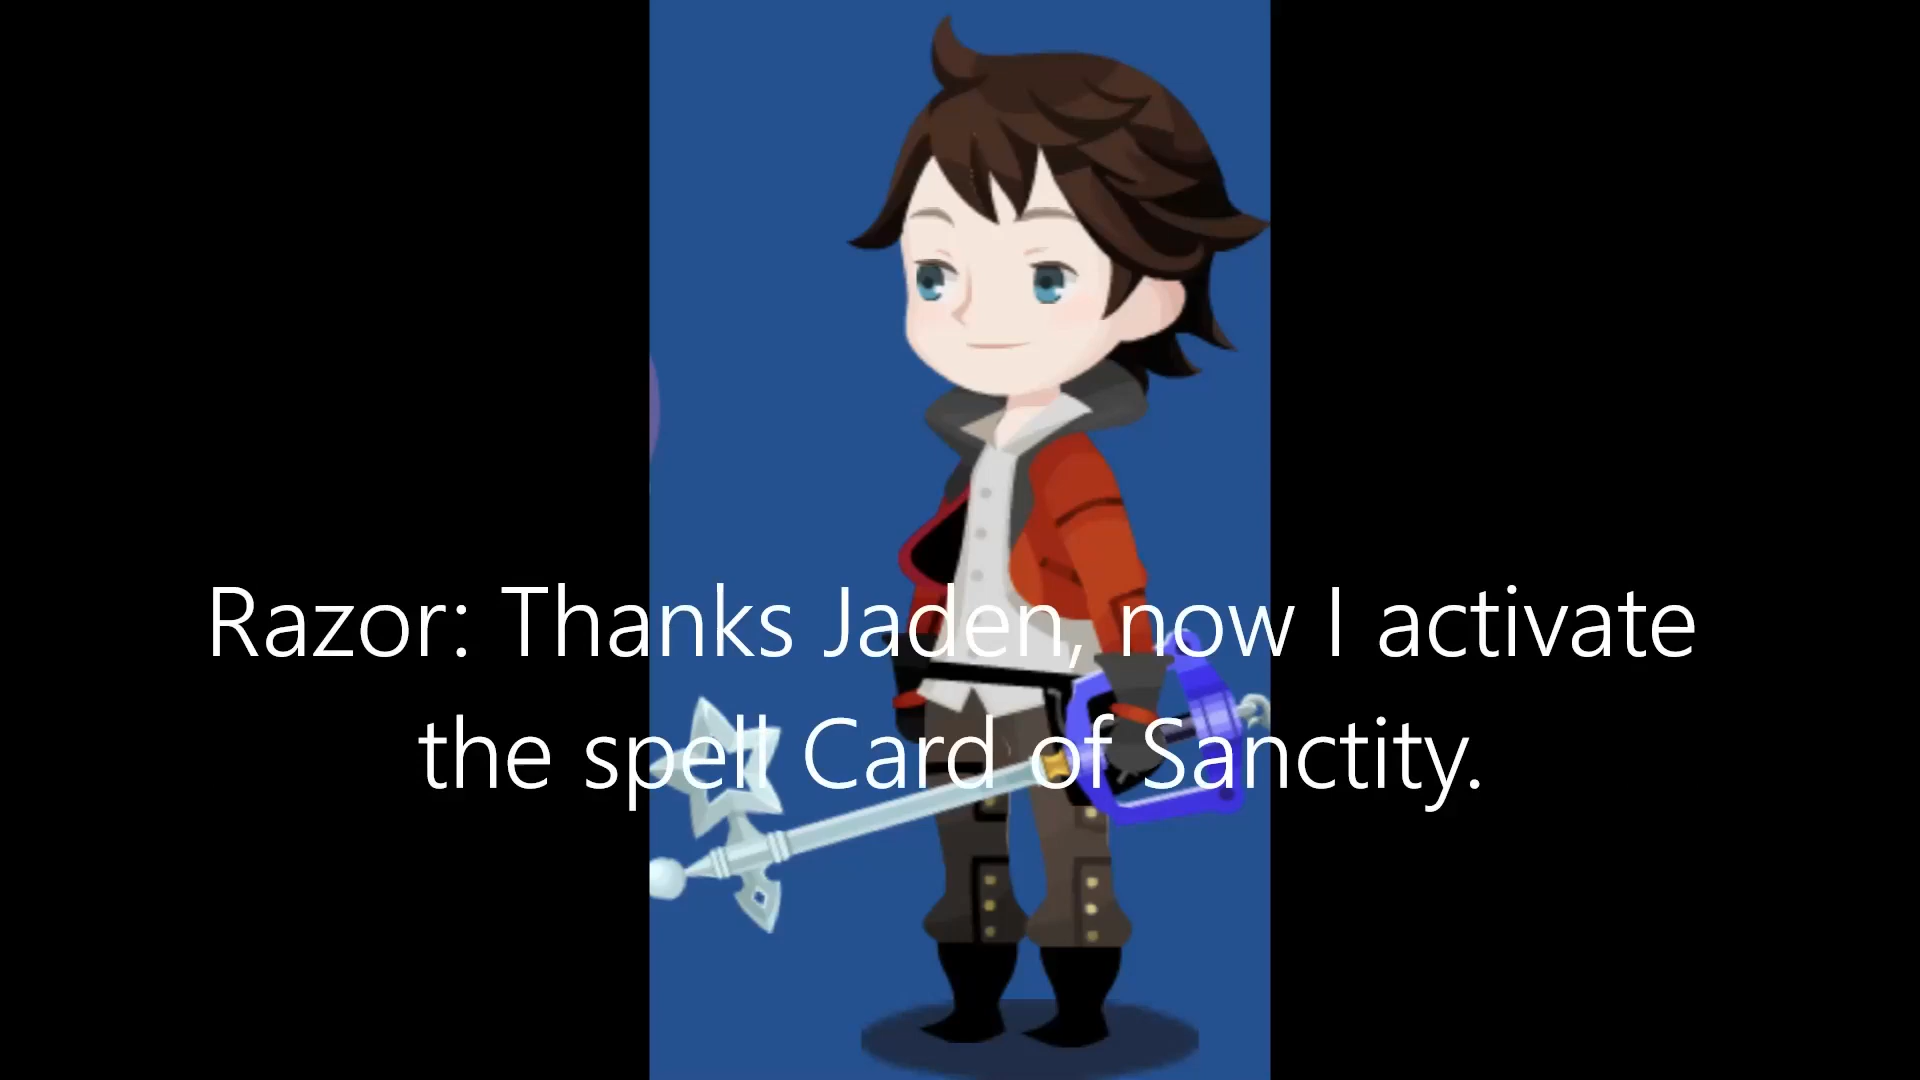 Razor: Thanks Jaden, now I activate
the spell Card of Sanctity.